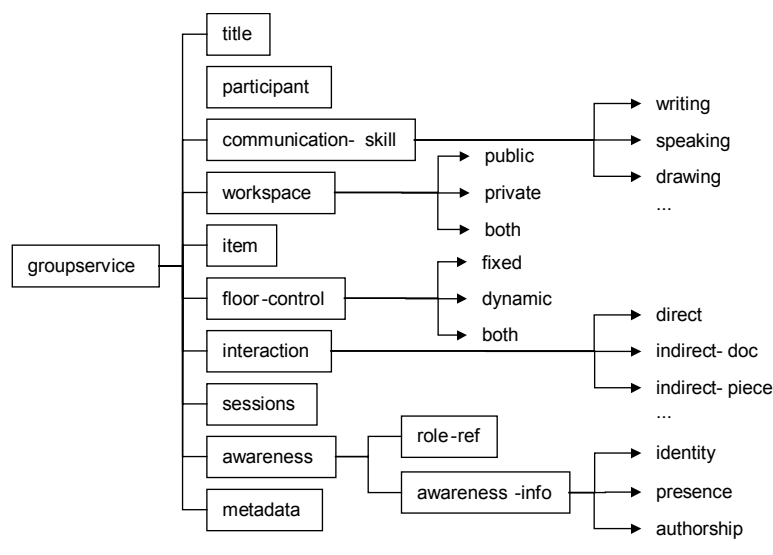 title
participant
writing
communication- skill
speaking
public
drawing
workspace
private
...
both
item
groupservice
fixed
floor-control
dynamic
direct
both
interaction
indirect- doc
indirect- piece
...
sessions
role-ref
awareness
identity
awareness -info
presence
metadata
authorship